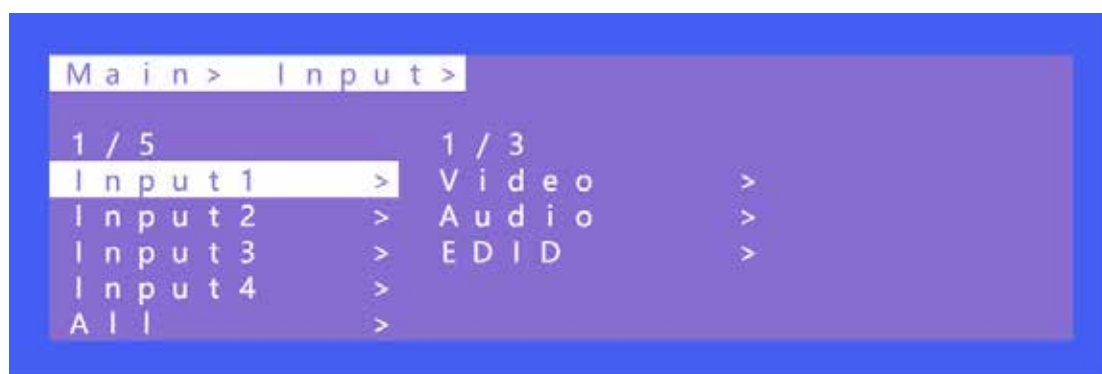 Main> Input>
1/5 1/3
Input1 > Video >
Input2 > Audio >
Input3 > EDID >
Input4 >
All >